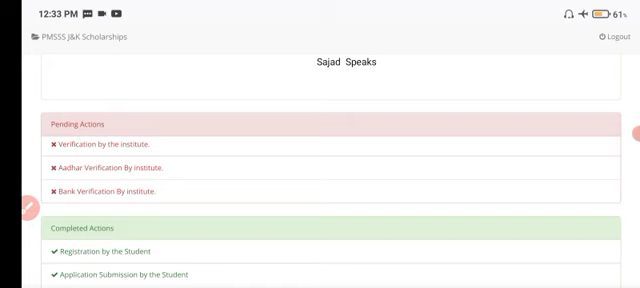 12:33 PM
61%
PMSSS J&K Scholarships
Logout
Sajad Speaks
Pending Actions
Verification by the institute.
Aadhar Verification By institute.
Bank Verification By institute.
Completed Actions
Registration by the Student
Application Submission by the Student